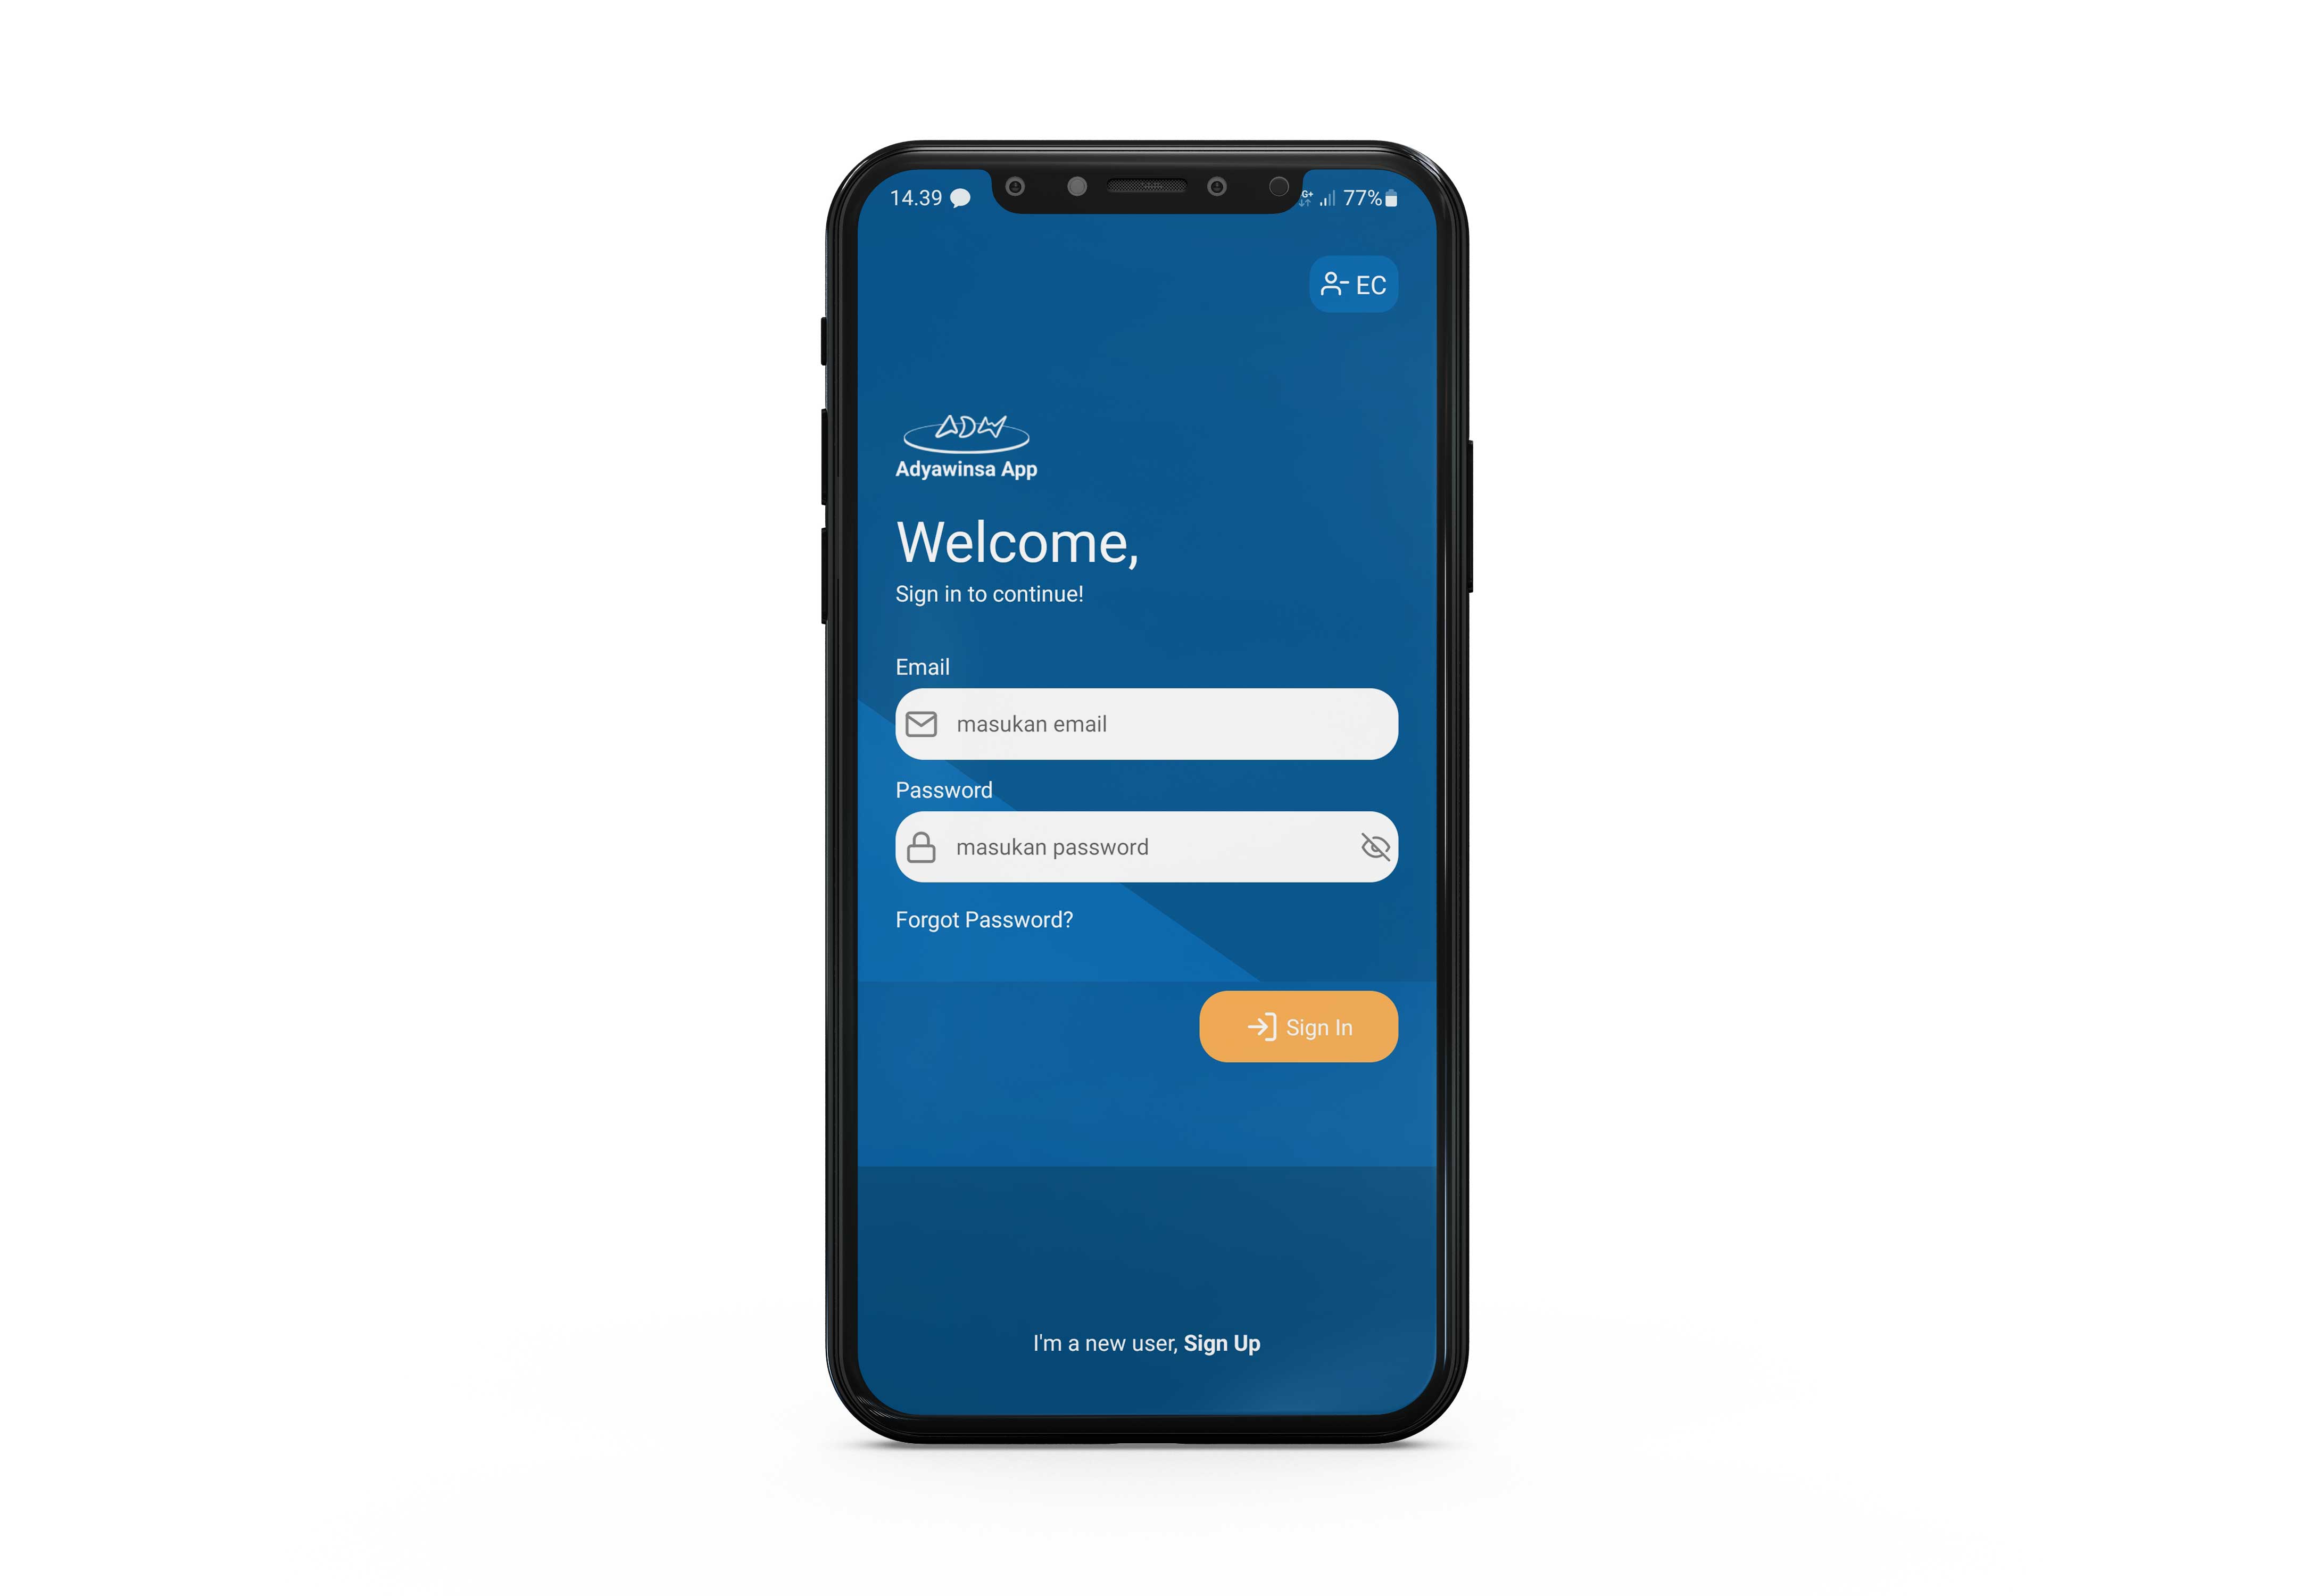 14.39 77%
EC
ADW
Adyawinsa App
Welcome,
Sign in to continue!
Email
masukan email
Password
masukan password
Forgot Password?
Sign In
I'm a new user, Sign Up